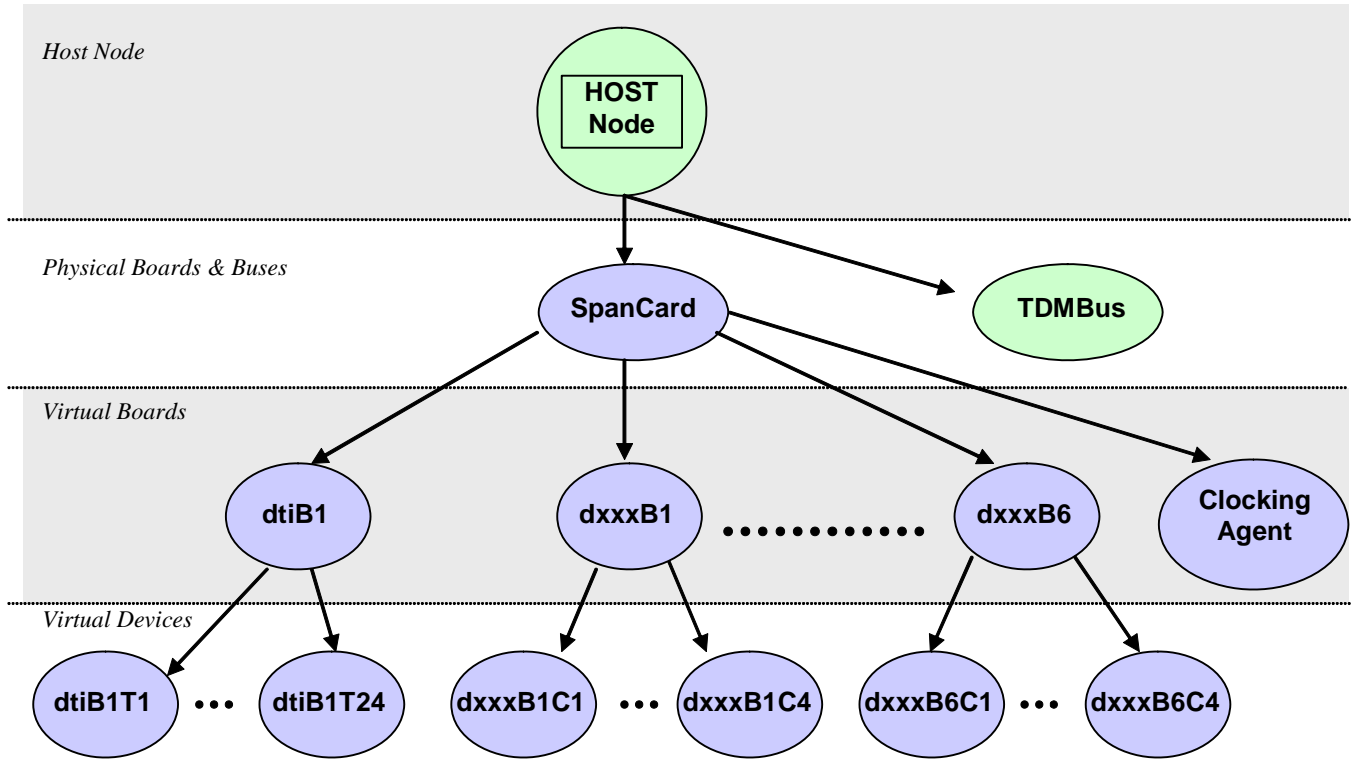 Host Node
HOST
Node
Physical Boards & Buses
SpanCard
TDMBus
Virtual Boards
dtiB1
dxxxB1
dxxxB6
Clocking
Agent
Virtual Devices
dtiB1T1
dtiB1T24
dxxxB1C1
dxxxB1C4
dxxxB6C1
dxxxB6C4